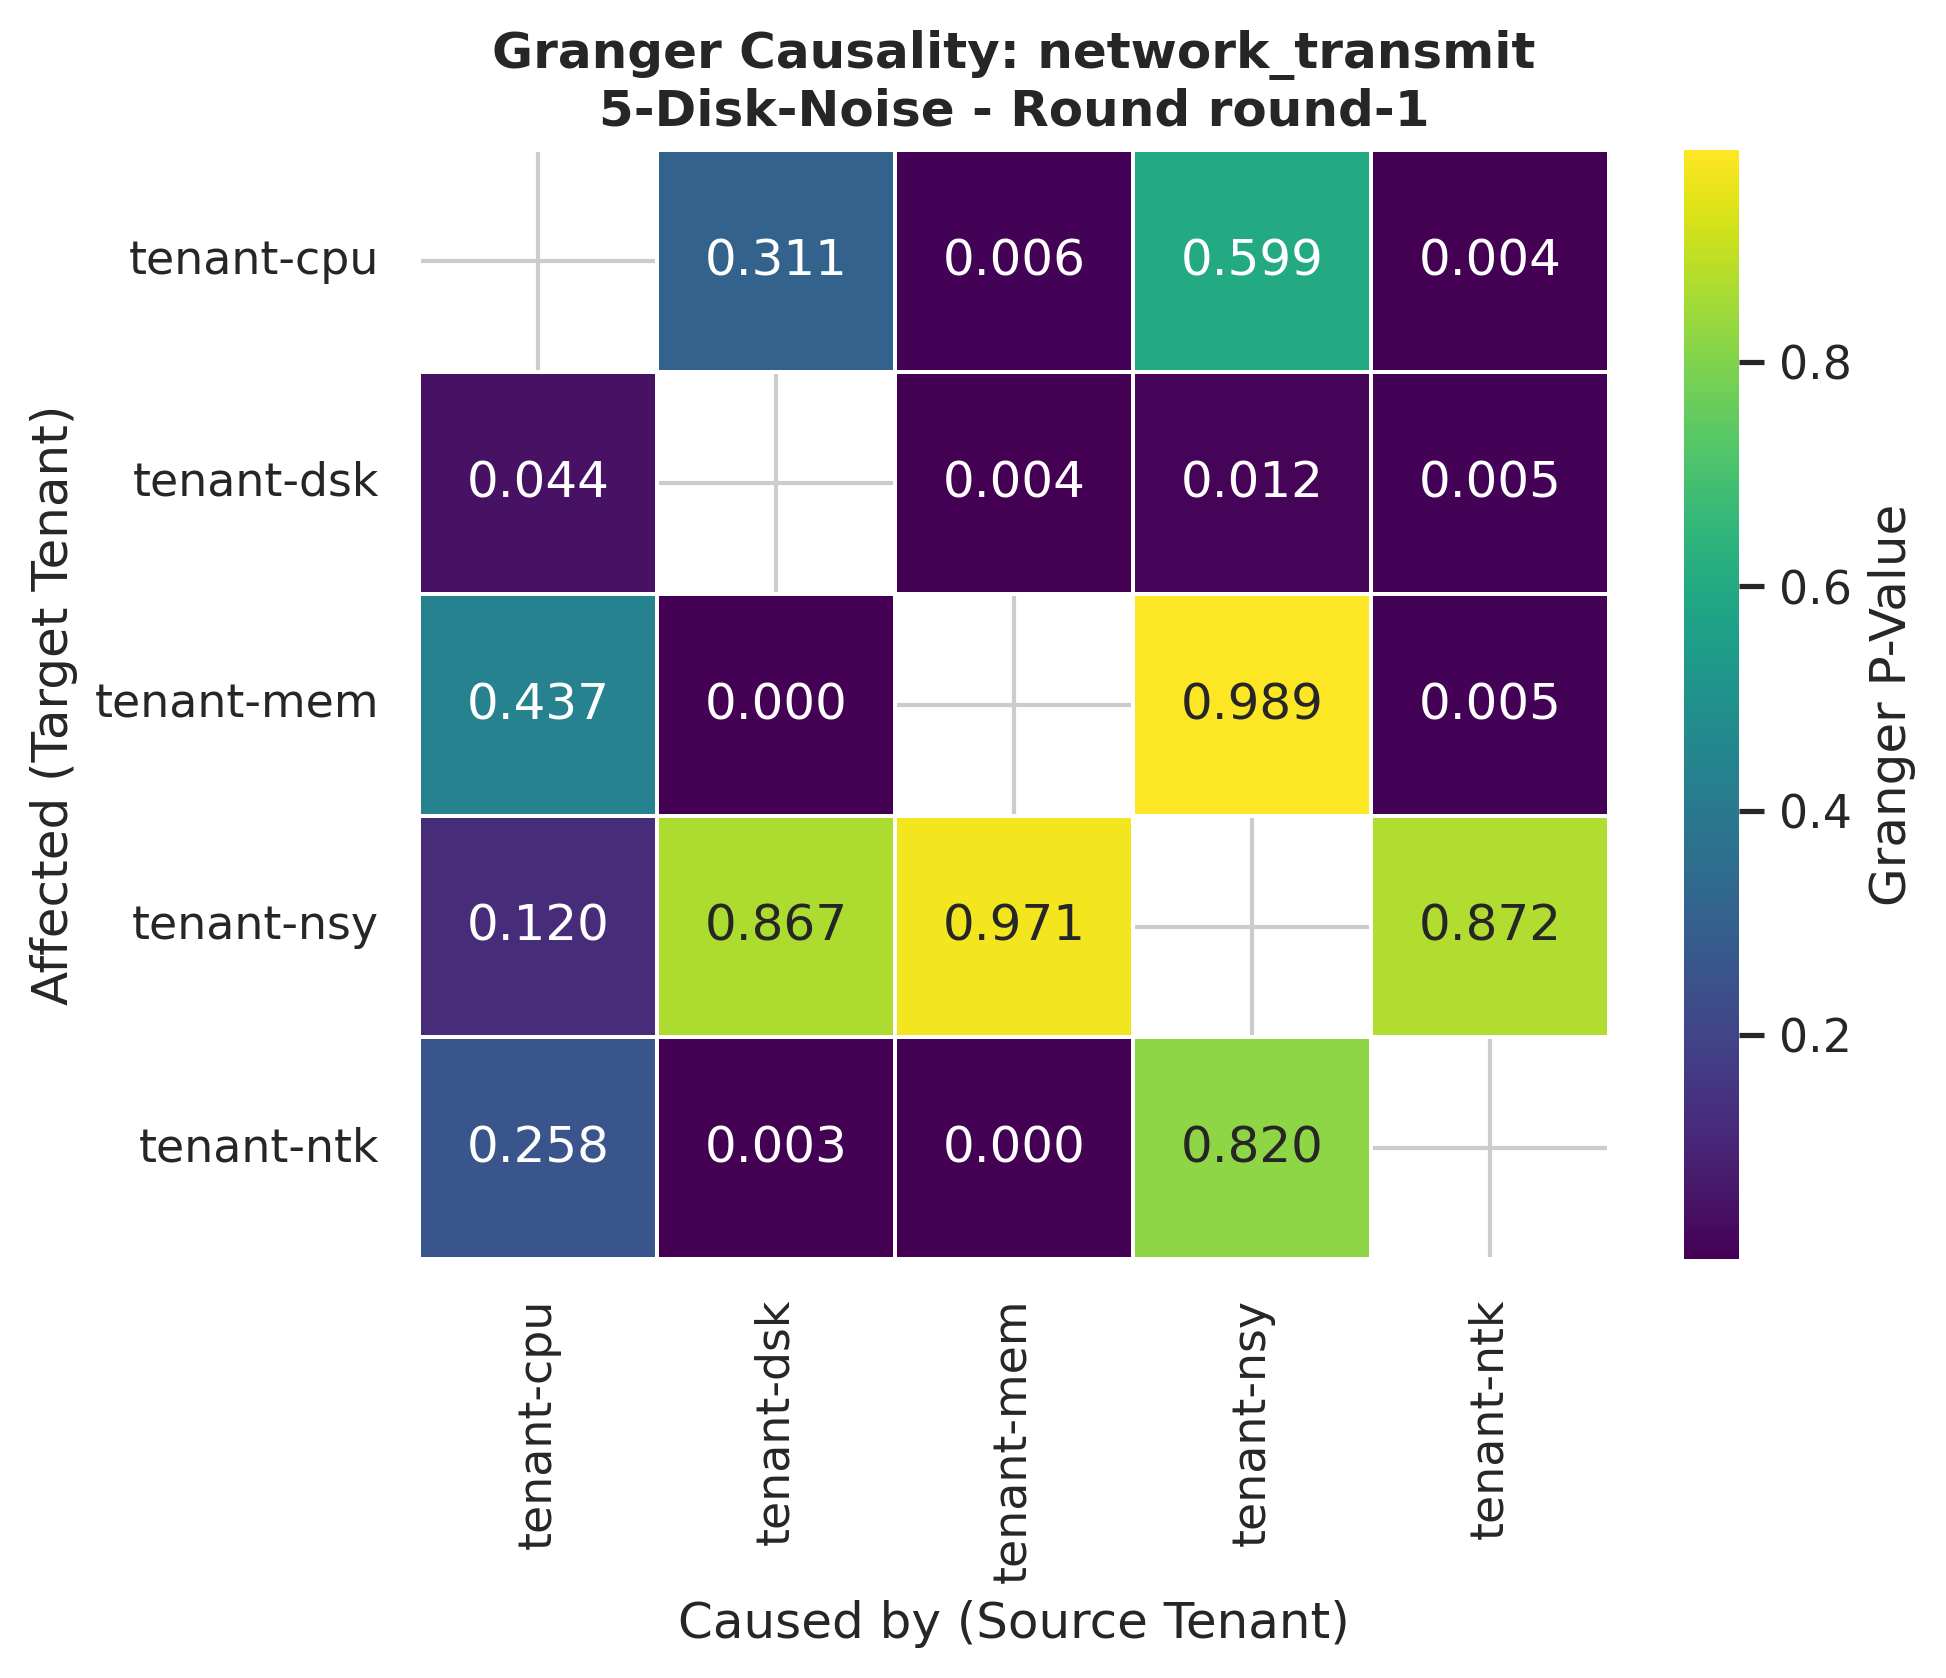 Granger Causality: network_transmit
5-Disk-Noise - Round round-1
Affected (Target Tenant)
tenant-cpu
0.311
0.006
0.599
0.004
tenant-dsk
0.044
0.004
0.012
0.005
tenant-mem
0.437
0.000
0.989
0.005
tenant-nsy
0.120
0.867
0.971
0.872
tenant-ntk
0.258
0.003
0.000
0.820
tenant-cpu
tenant-dsk
tenant-mem
tenant-nsy
tenant-ntk
Caused by (Source Tenant)
0.8
0.6
0.4
0.2
Granger P-Value